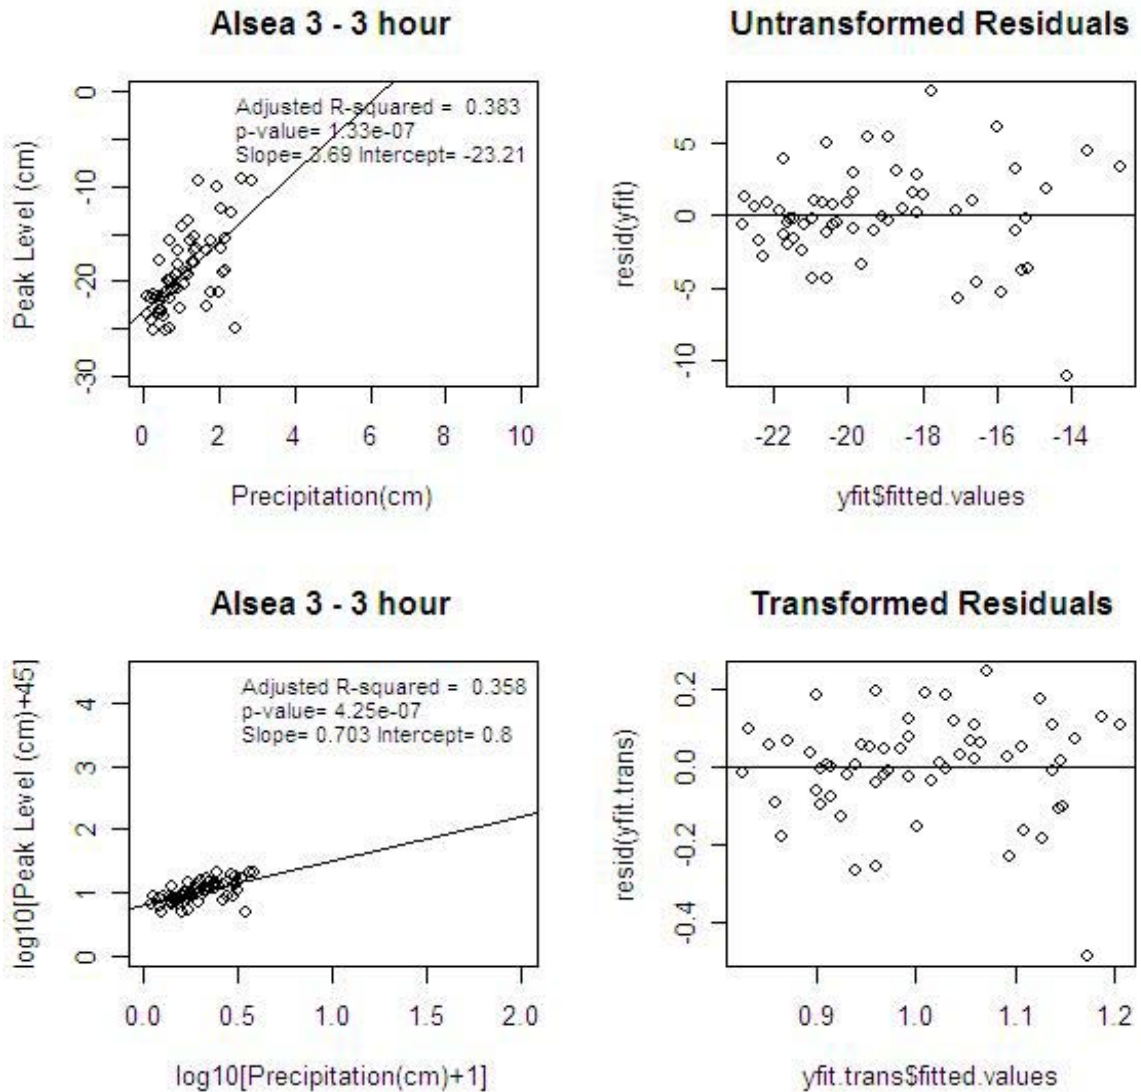 Alsea 3 - 3 hour
Adjusted R-squared = 0.383
p-value= 1.33e-07
Slope= 3.69 Intercept= -23.21
Peak Level (cm)
0
-10
-20
-30
0 2 4 6 8 10
Precipitation(cm)
Untransformed Residuals
resid(yfit)
5
0
-5
-10
-22 -20 -18 -16 -14
yfit$fitted.values
Alsea 3 - 3 hour
Adjusted R-squared = 0.358
p-value= 4.25e-07
Slope= 0.703 Intercept= 0.8
log10[Peak Level (cm)+45]
4
3
2
1
0
0.0 0.5 1.0 1.5 2.0
log10[Precipitation(cm)+1]
Transformed Residuals
resid(yfit.trans)
0.2
0.0
-0.2
-0.4
0.9 1.0 1.1 1.2
yfit.trans$fitted.values